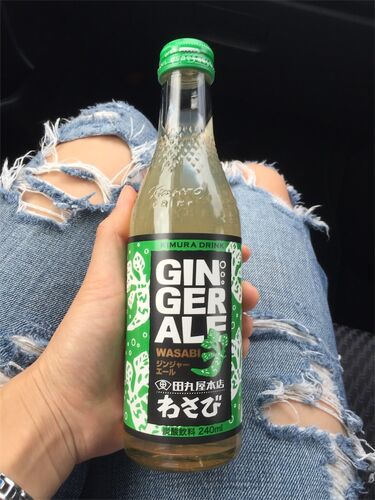 KIMURA DRINK
GIN
GER
ALE
WASABI
ジンジャー
エール
田丸屋本店
わさび
炭酸飲料 240ml